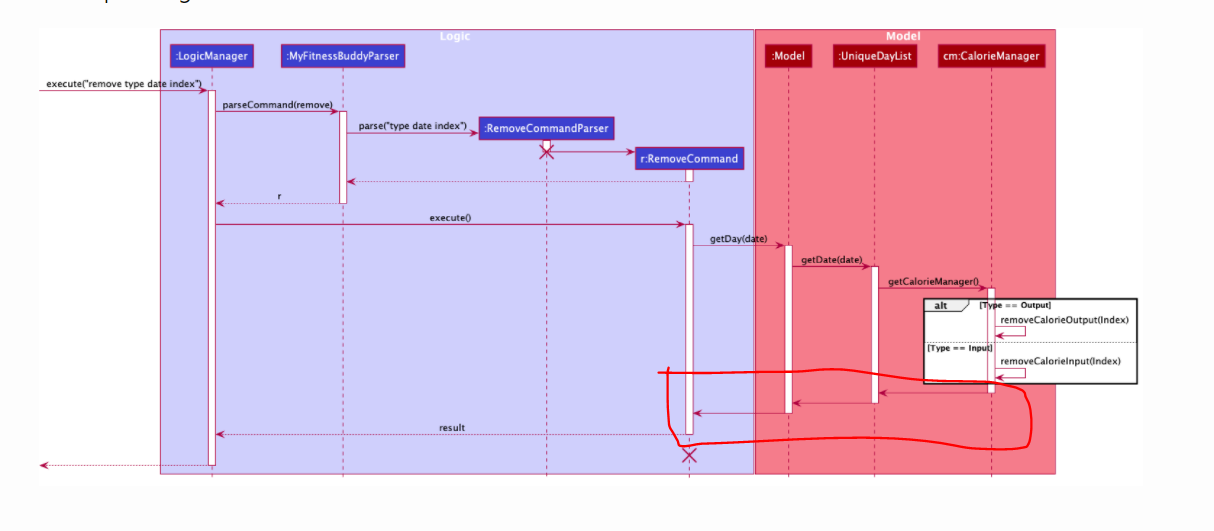 Logic
Model
:LogicManager
:MyFitnessBuddyParser
:Model
:UniqueDayList
cm:CalorieManager
execute("remove type date index")
parseCommand(remove)
parse("type date index")
:RemoveCommandParser
r:RemoveCommand
r
execute()
getDay(date)
getDate(date)
getCalorieManager()
alt
[Type == Output]
removeCalorieOutput(Index)
[Type == Input]
removeCalorieInput(Index)
result